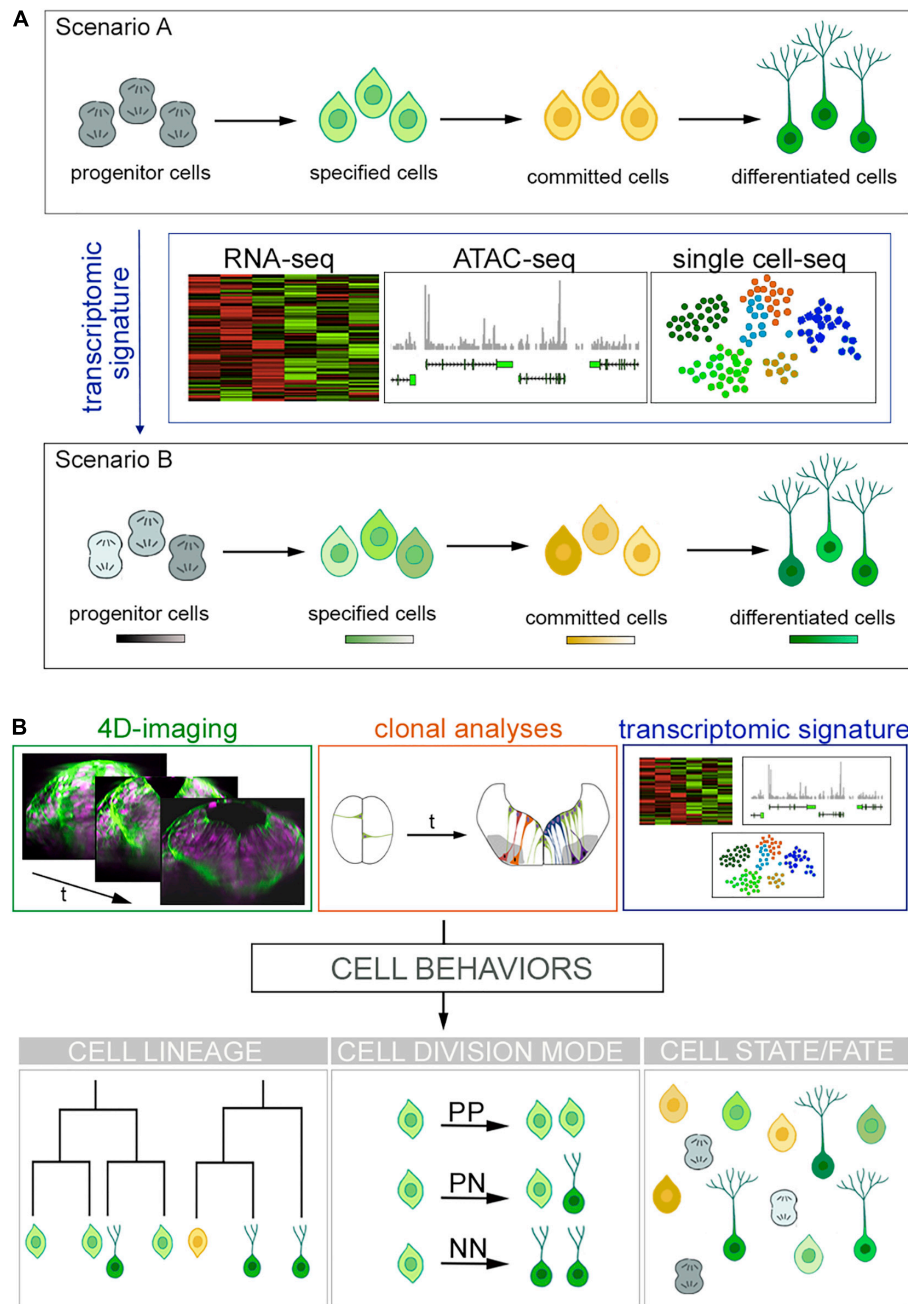 A
Scenario A
progenitor cells
specified cells
committed cells
differentiated cells
transcriptomic
signature
RNA-seq
ATAC-seq
single cell-seq
Scenario B
progenitor cells
specified cells
committed cells
differentiated cells
B
4D-imaging
clonal analyses
transcriptomic signature
t
t
CELL BEHAVIORS
CELL LINEAGE
CELL DIVISION MODE
CELL STATE/FATE
PP
PN
NN